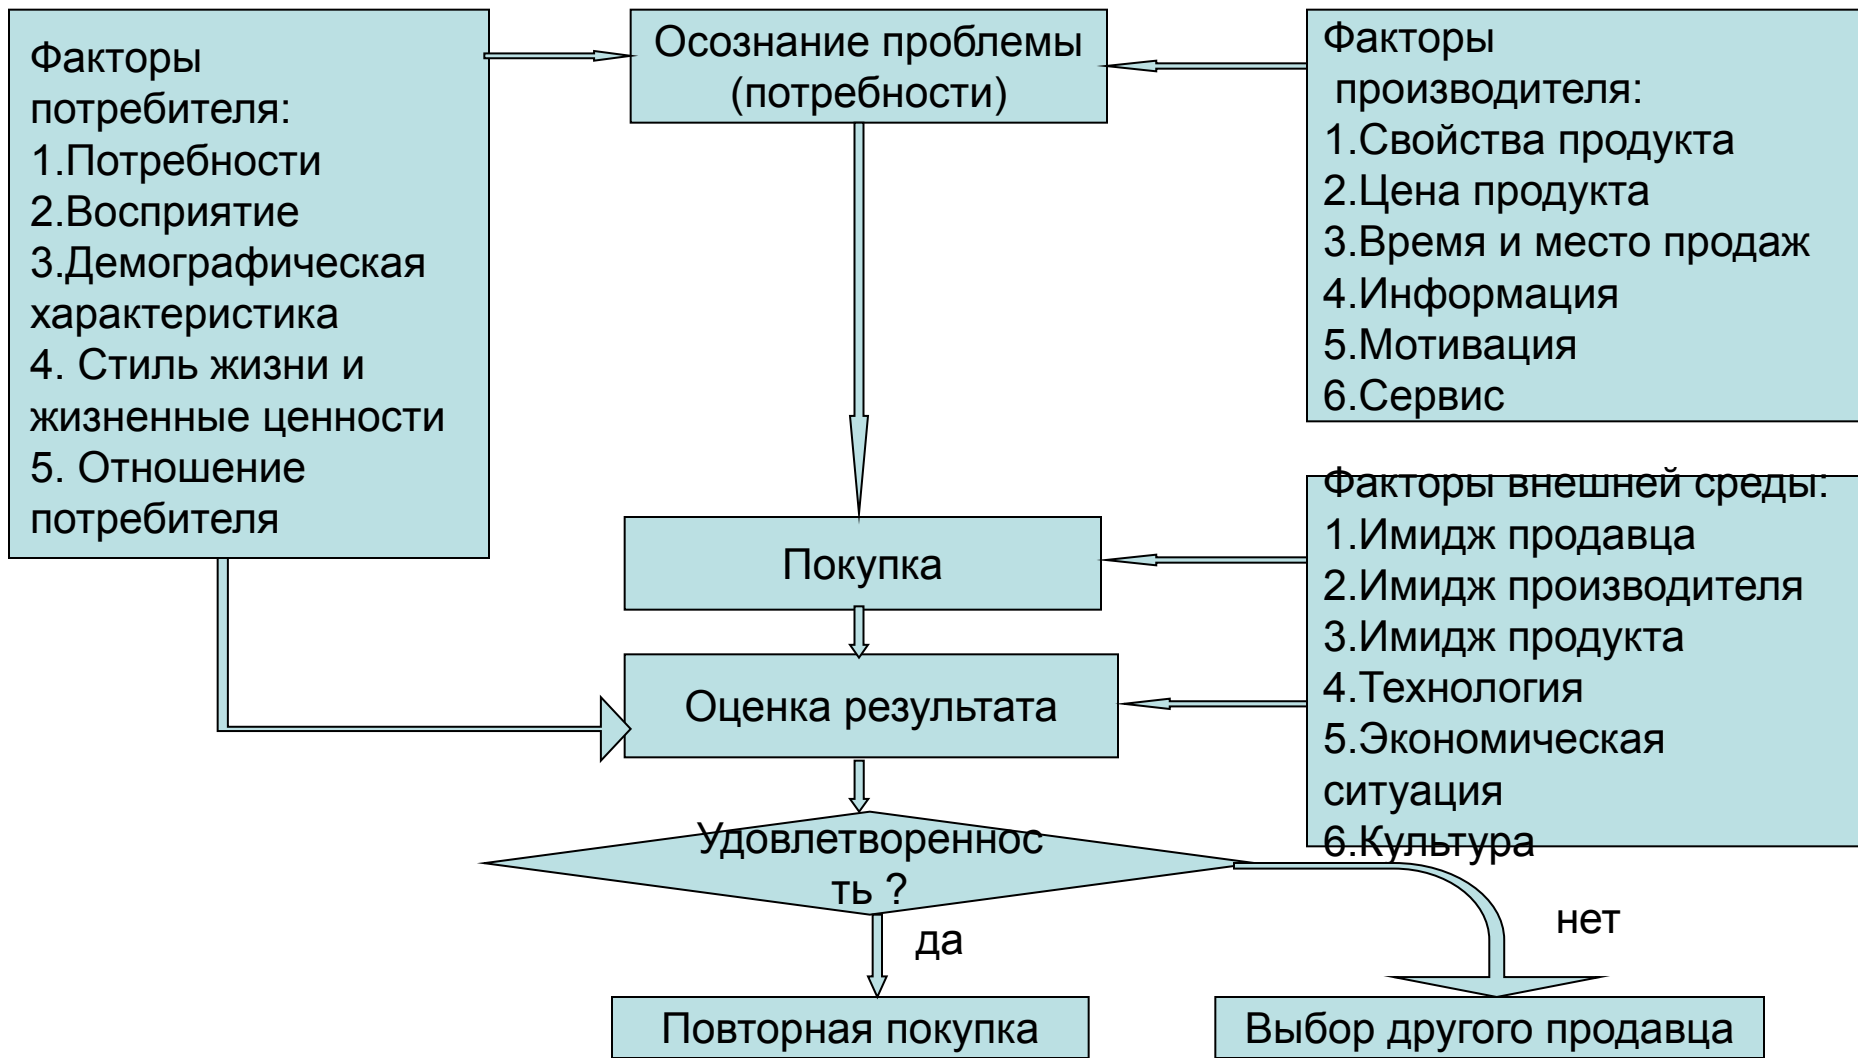 Факторы
потребителя:
1.Потребности
2.Восприятие
3.Демографическая
характеристика
4. Стиль жизни и
жизненные ценности
5. Отношение
потребителя
Осознание проблемы
(потребности)
Факторы
производителя:
1.Свойства продукта
2.Цена продукта
3.Время и место продаж
4.Информация
5.Мотивация
6.Сервис
Покупка
Факторы внешней среды:
1.Имидж продавца
2.Имидж производителя
3.Имидж продукта
4.Технология
5.Экономическая
ситуация
6.Культура
Оценка результата
Удовлетвореннос
ть ?
да
нет
Повторная покупка
Выбор другого продавца